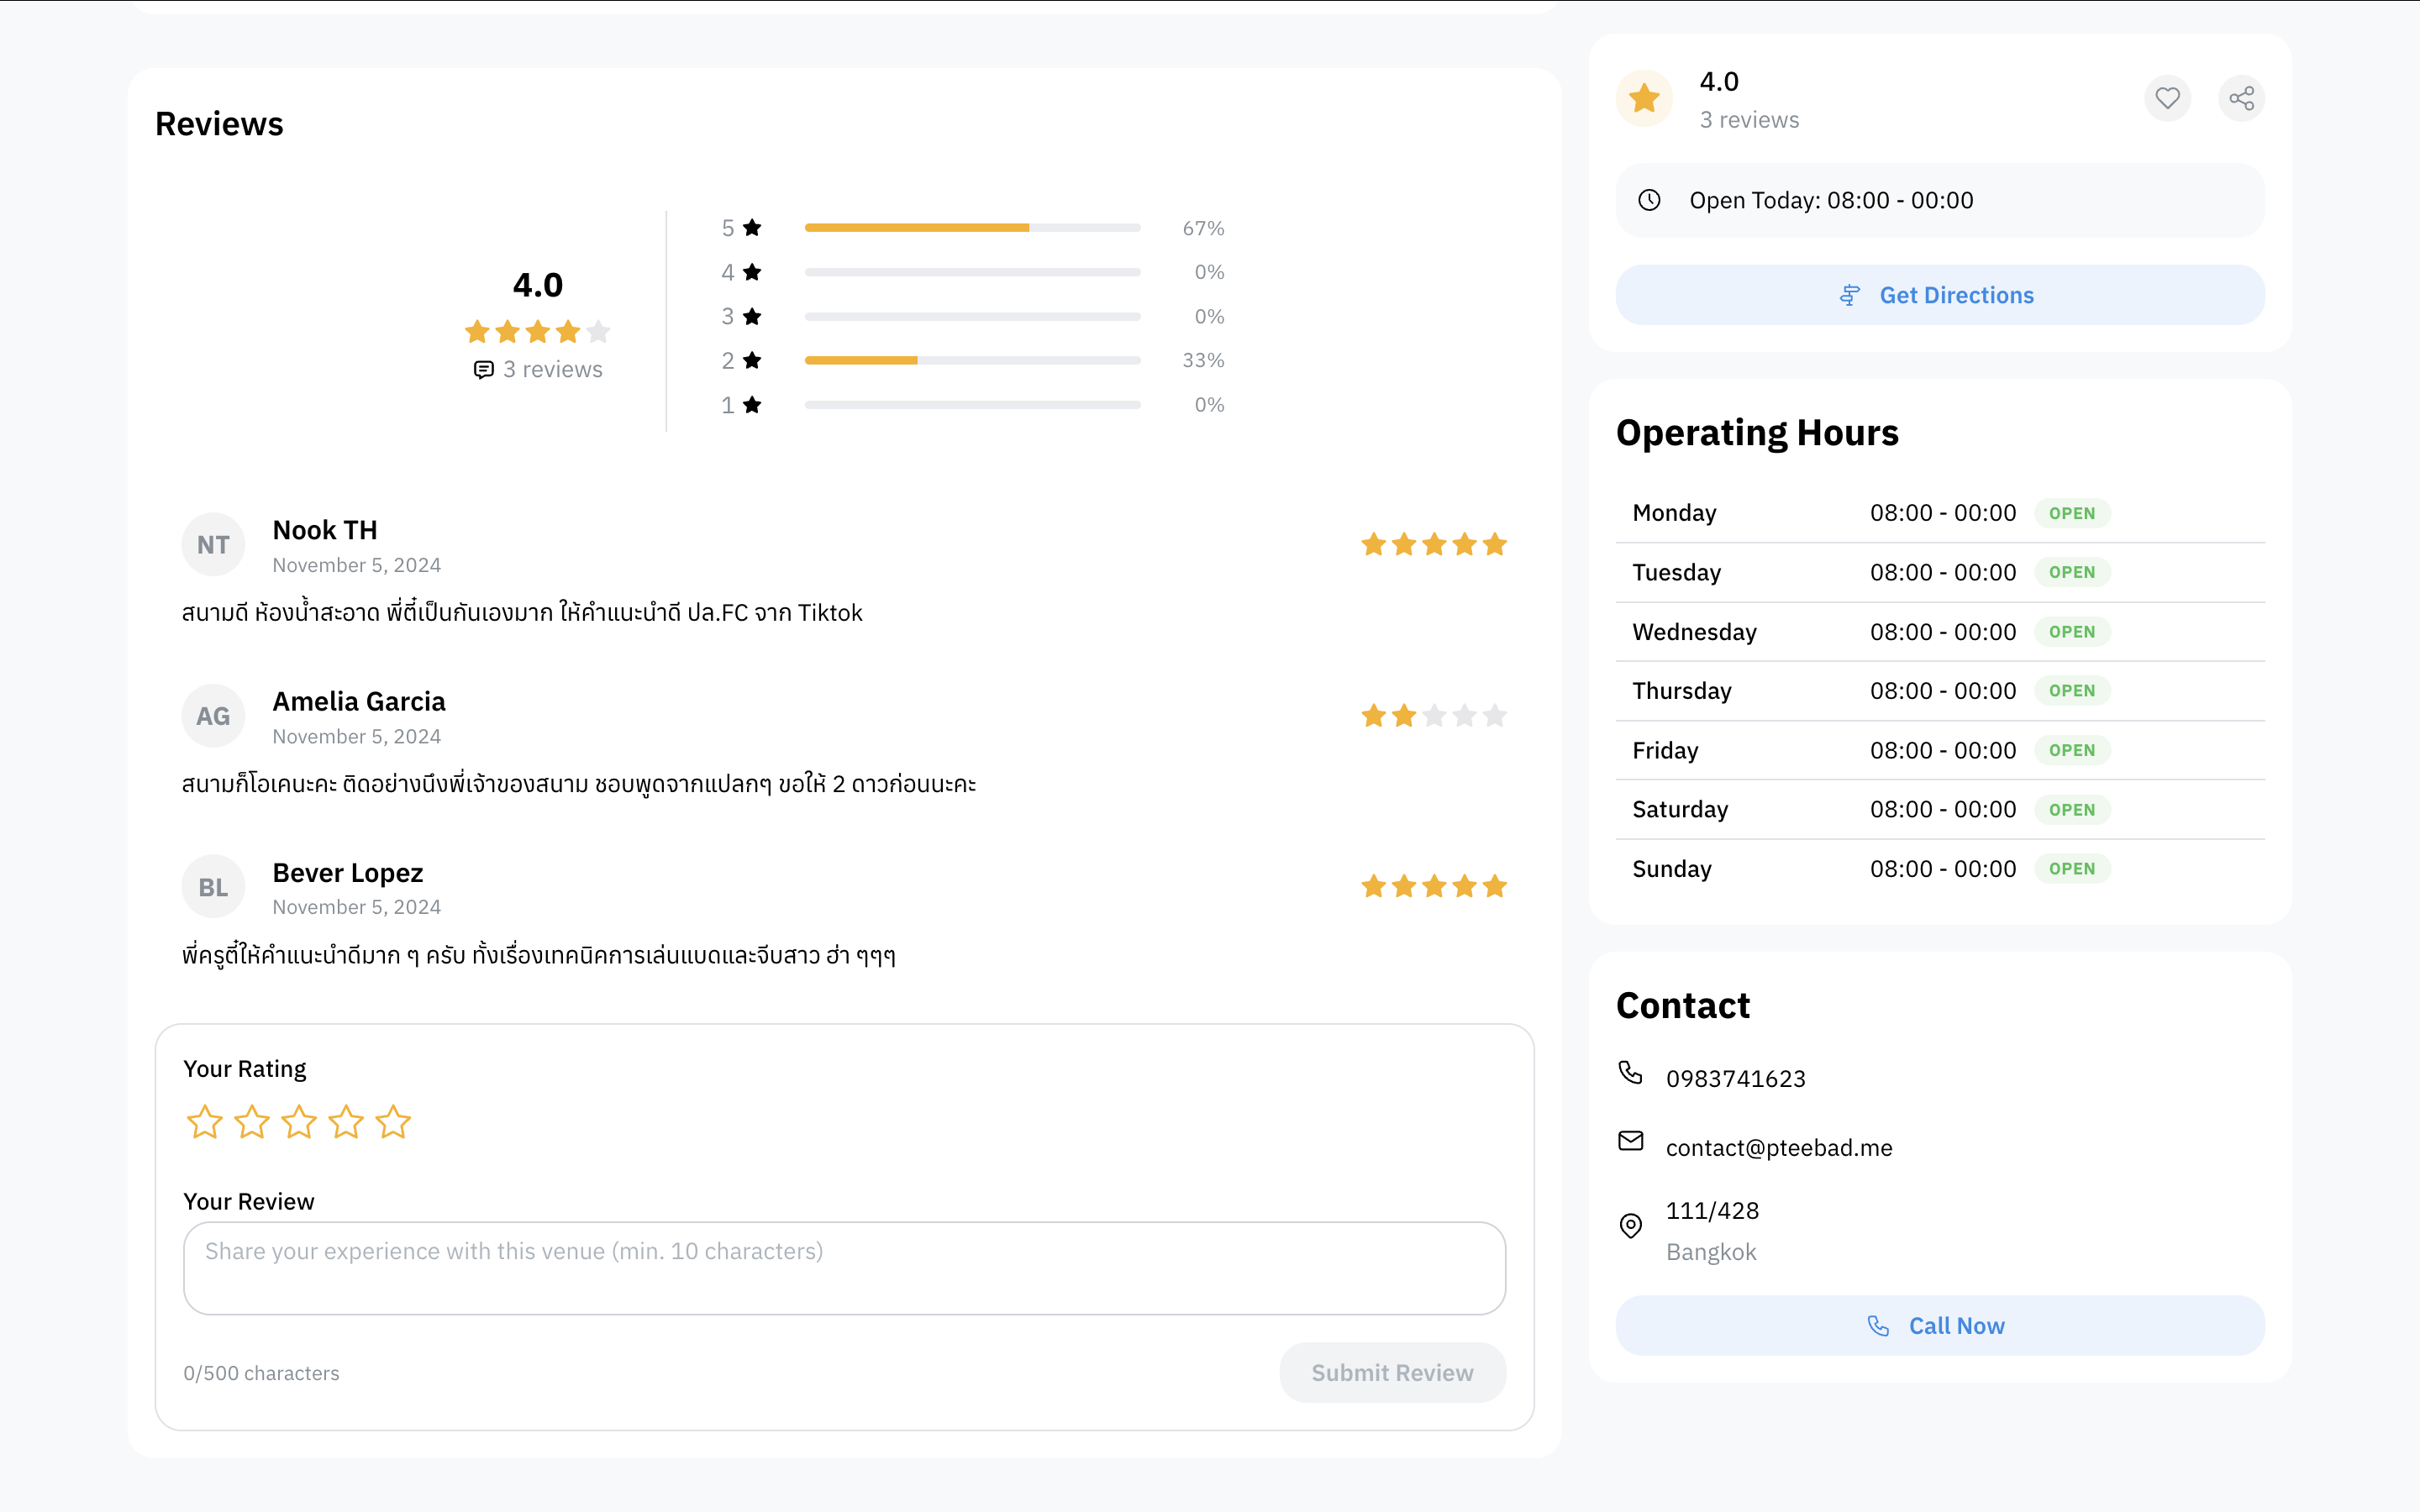 Reviews
4.0
3 reviews
5 67%
4 0%
3 0%
2 33%
1 0%
NT
Nook TH
November 5, 2024
สนามดี ห้องน้ำสะอาด พี่ตี๋เป็นกันเองมาก ให้คำแนะนำดี ปล.FC จาก Tiktok
AG
Amelia Garcia
November 5, 2024
สนามก็โอเคนะคะ ติดอย่างนึงพี่เจ้าของสนาม ชอบพูดจากแปลกๆ ขอให้ 2 ดาวก่อนนะคะ
BL
Bever Lopez
November 5, 2024
พี่ครูตี๋ให้คำแนะนำดีมาก ๆ ครับ ทั้งเรื่องเทคนิคการเล่นแบดและจีบสาว ฮ่า ๆๆๆ
Your Rating
Your Review
Share your experience with this venue (min. 10 characters)
0/500 characters
Submit Review
4.0
3 reviews
Open Today: 08:00 - 00:00
Get Directions
Operating Hours
Monday 08:00 - 00:00 OPEN
Tuesday 08:00 - 00:00 OPEN
Wednesday 08:00 - 00:00 OPEN
Thursday 08:00 - 00:00 OPEN
Friday 08:00 - 00:00 OPEN
Saturday 08:00 - 00:00 OPEN
Sunday 08:00 - 00:00 OPEN
Contact
0983741623
contact@pteebad.me
111/428
Bangkok
Call Now